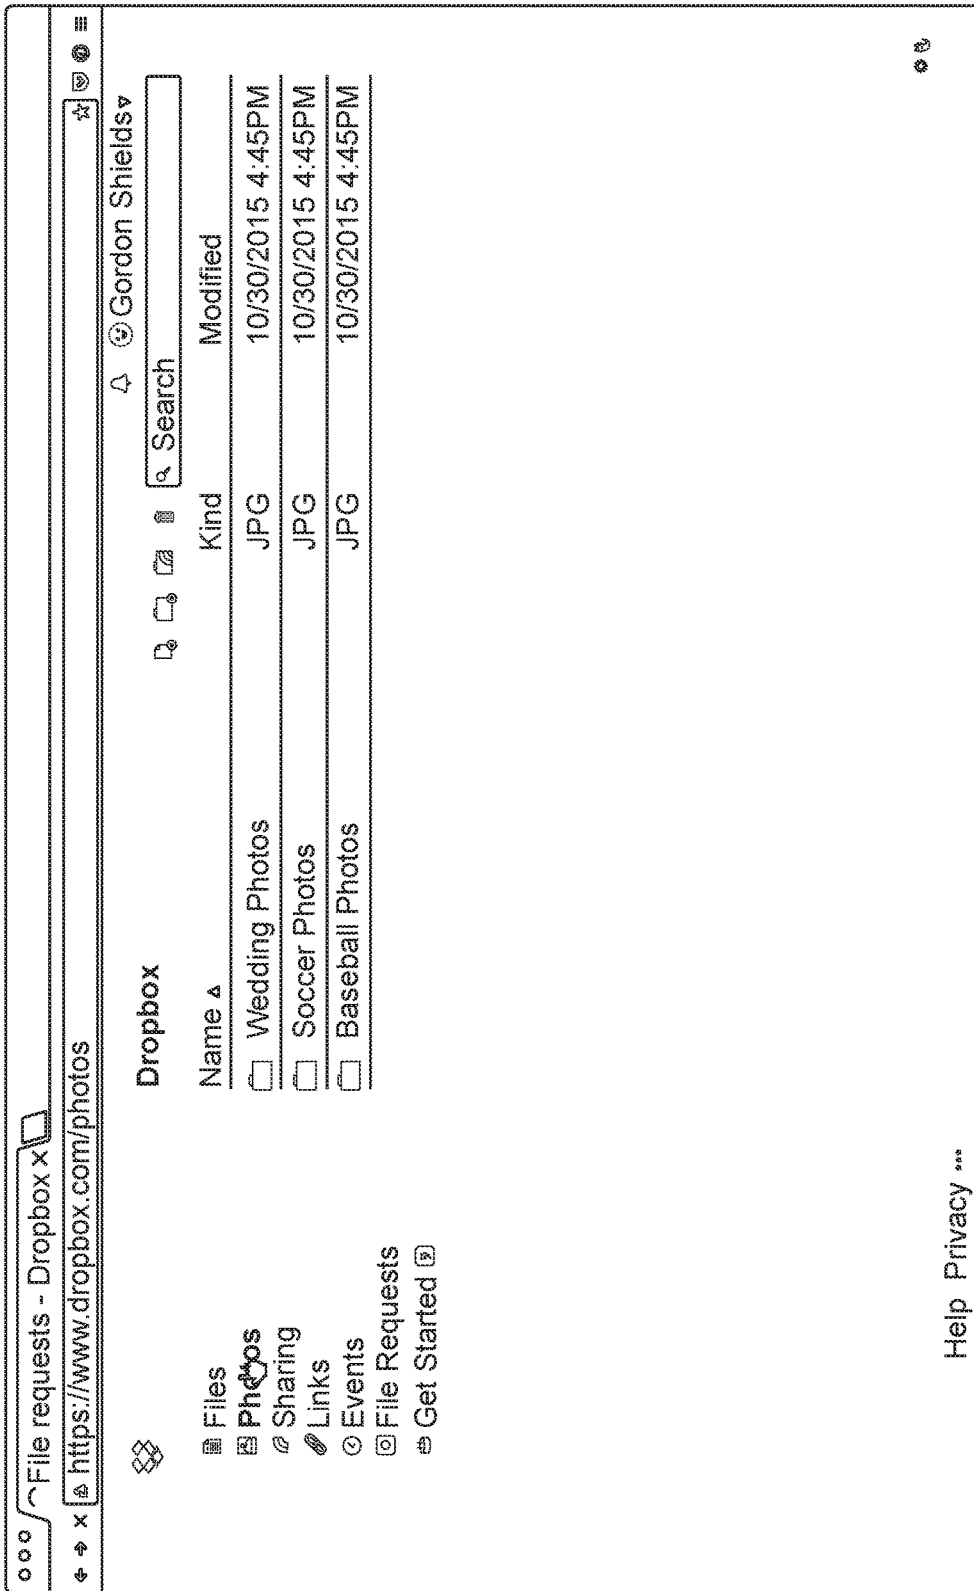 File requests - Dropbox x
https://www.dropbox.com/photos
Gordon Shields
Dropbox
Search
Name Kind Modified
Wedding Photos JPG 10/30/2015 4:45PM
Soccer Photos JPG 10/30/2015 4:45PM
Baseball Photos JPG 10/30/2015 4:45PM
Files
Photos
Sharing
Links
Events
File Requests
Get Started
Help Privacy ...